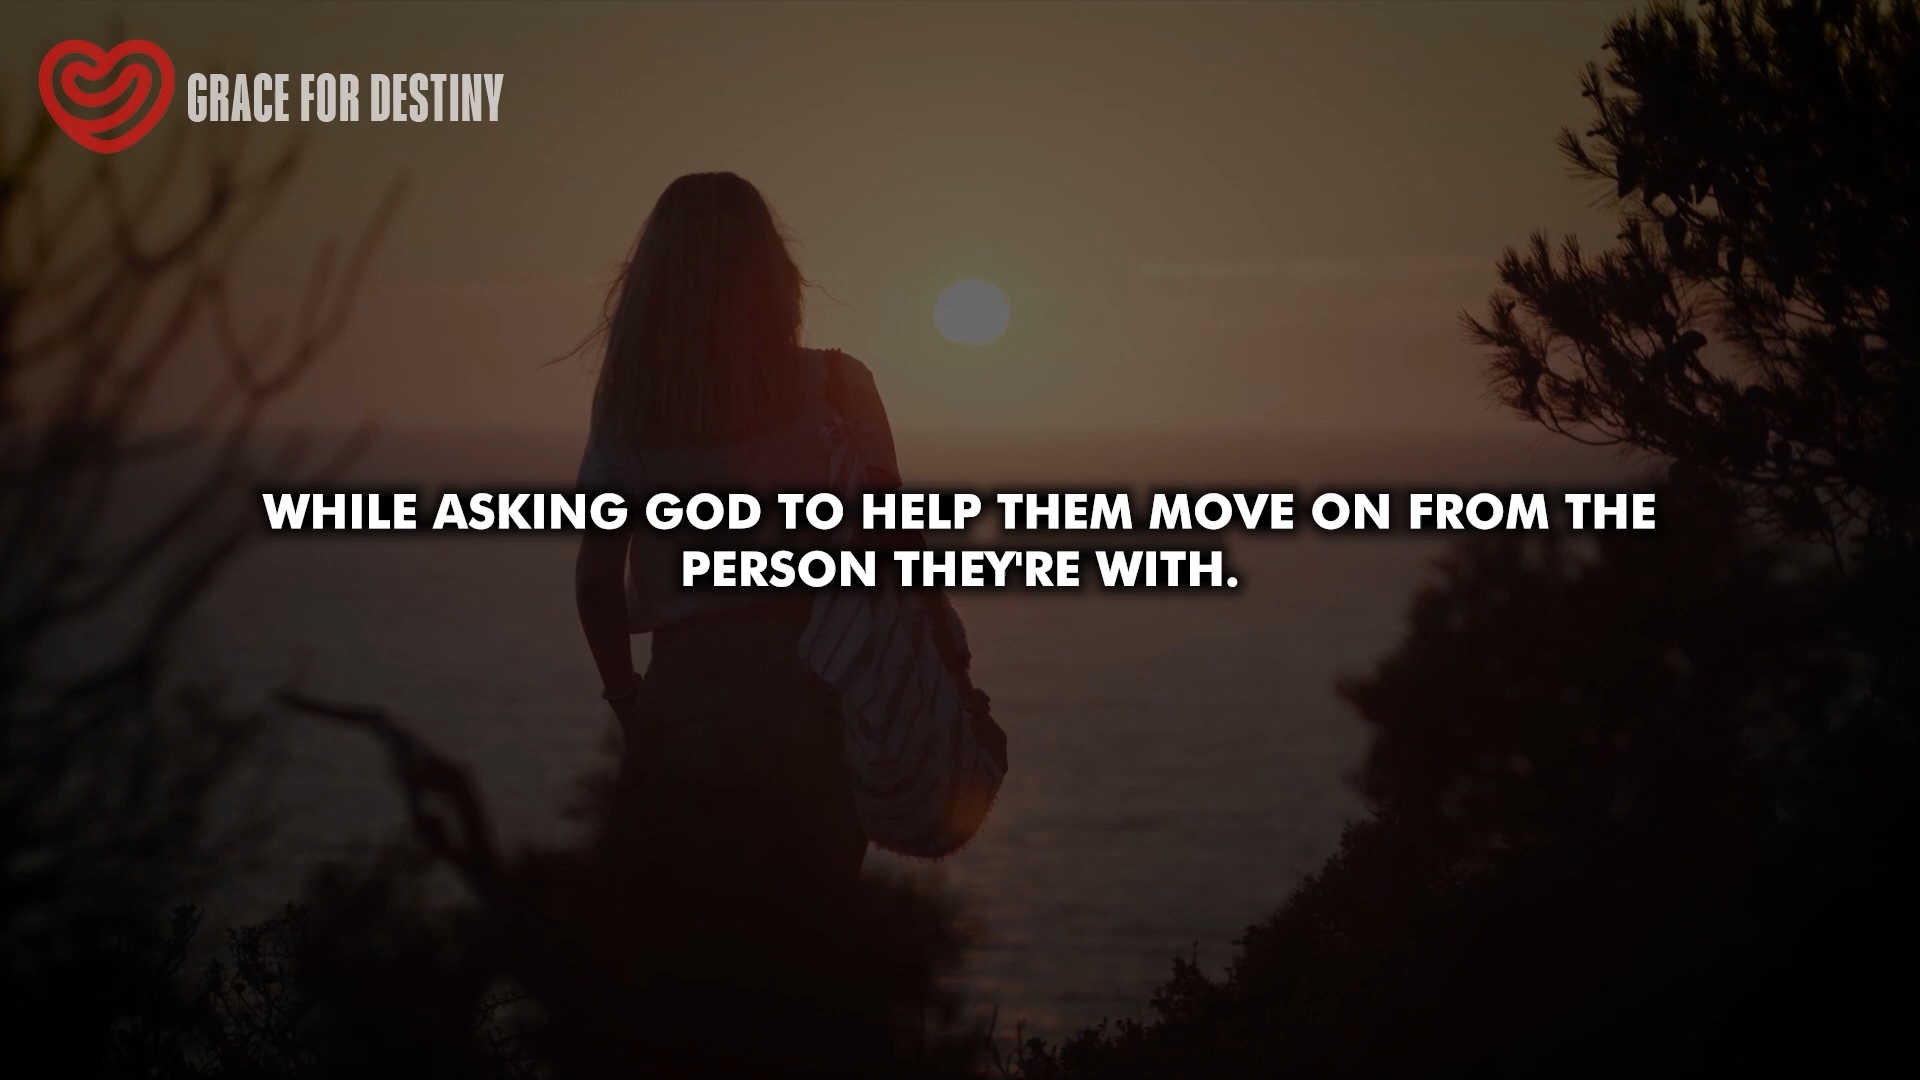 GRACE FOR DESTINY
WHILE ASKING GOD TO HELP THEM MOVE ON FROM THE
PERSON THEY'RE WITH.